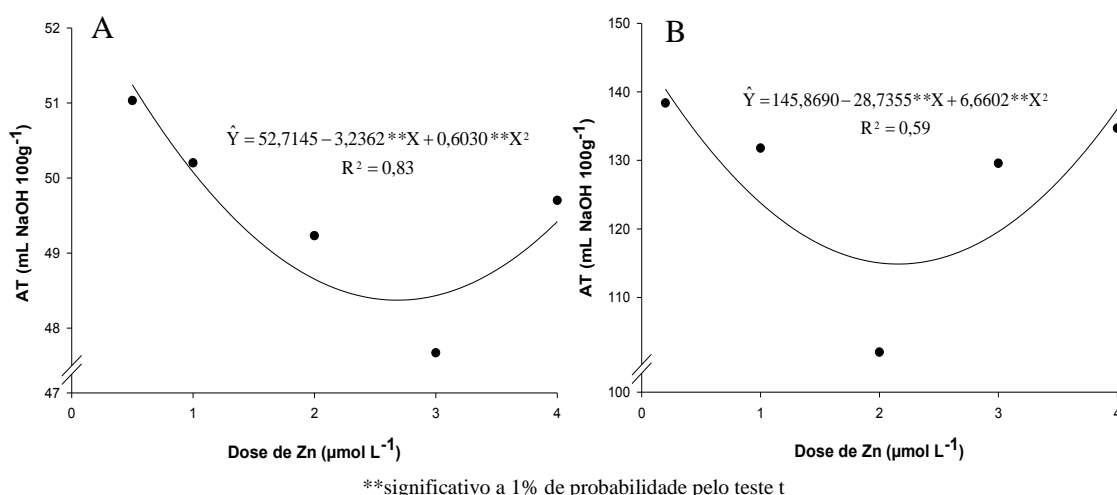 A
52
51
50
49
48
47
0
1
2
3
4
AT (mL NaOH 100g-1)
Ŷ = 52,7145 − 3,2362 **X + 0,6030 **X²
R² = 0,83
Dose de Zn (µmol L-1)
B
150
140
130
120
110
100
0
1
2
3
4
AT (mL NaOH 100g-1)
Ŷ = 145,8690 − 28,7355 **X + 6,6602 **X²
R² = 0,59
Dose de Zn (µmol L-1)
**significativo a 1% de probabilidade pelo teste t